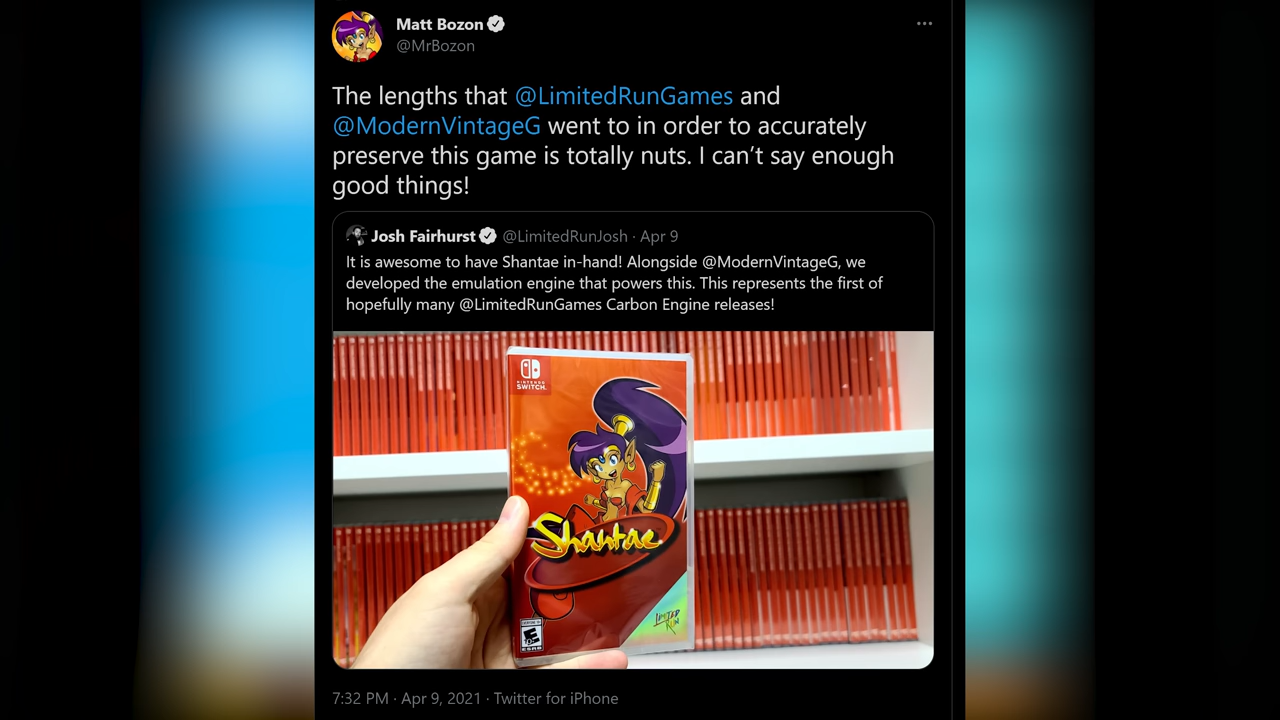 Matt Bozon
@MrBozon
The lengths that @LimitedRunGames and
@ModernVintageG went to in order to accurately
preserve this game is totally nuts. I can’t say enough
good things!
Josh Fairhurst @LimitedRunJosh · Apr 9
It is awesome to have Shantae in-hand! Alongside @ModernVintageG, we
developed the emulation engine that powers this. This represents the first of
hopefully many @LimitedRunGames Carbon Engine releases!
NINTENDO
SWITCH
Shantae
LIMITED
RUN
E
ESRB
7:32 PM · Apr 9, 2021 · Twitter for iPhone